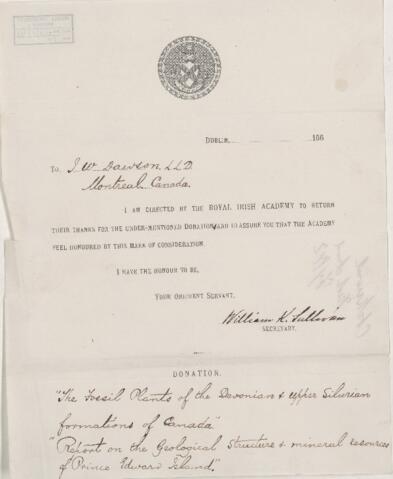 Dublin, 186
To J. W. Dawson, LLD.
Montreal Canada.
I am directed by the Royal Irish Academy to return
their thanks for the under-mentioned Donations, and to assure you that the Academy
feel honoured by this mark of consideration.
I have the honour to be,
Your obedient Servant,
William K. Sullivan
Secretary.
Donation.
"The Fossil Plants of the Devonian & Upper Silurian
formations of Canada"
"Report on the Geological Structure & mineral resources
of Prince Edward Island".